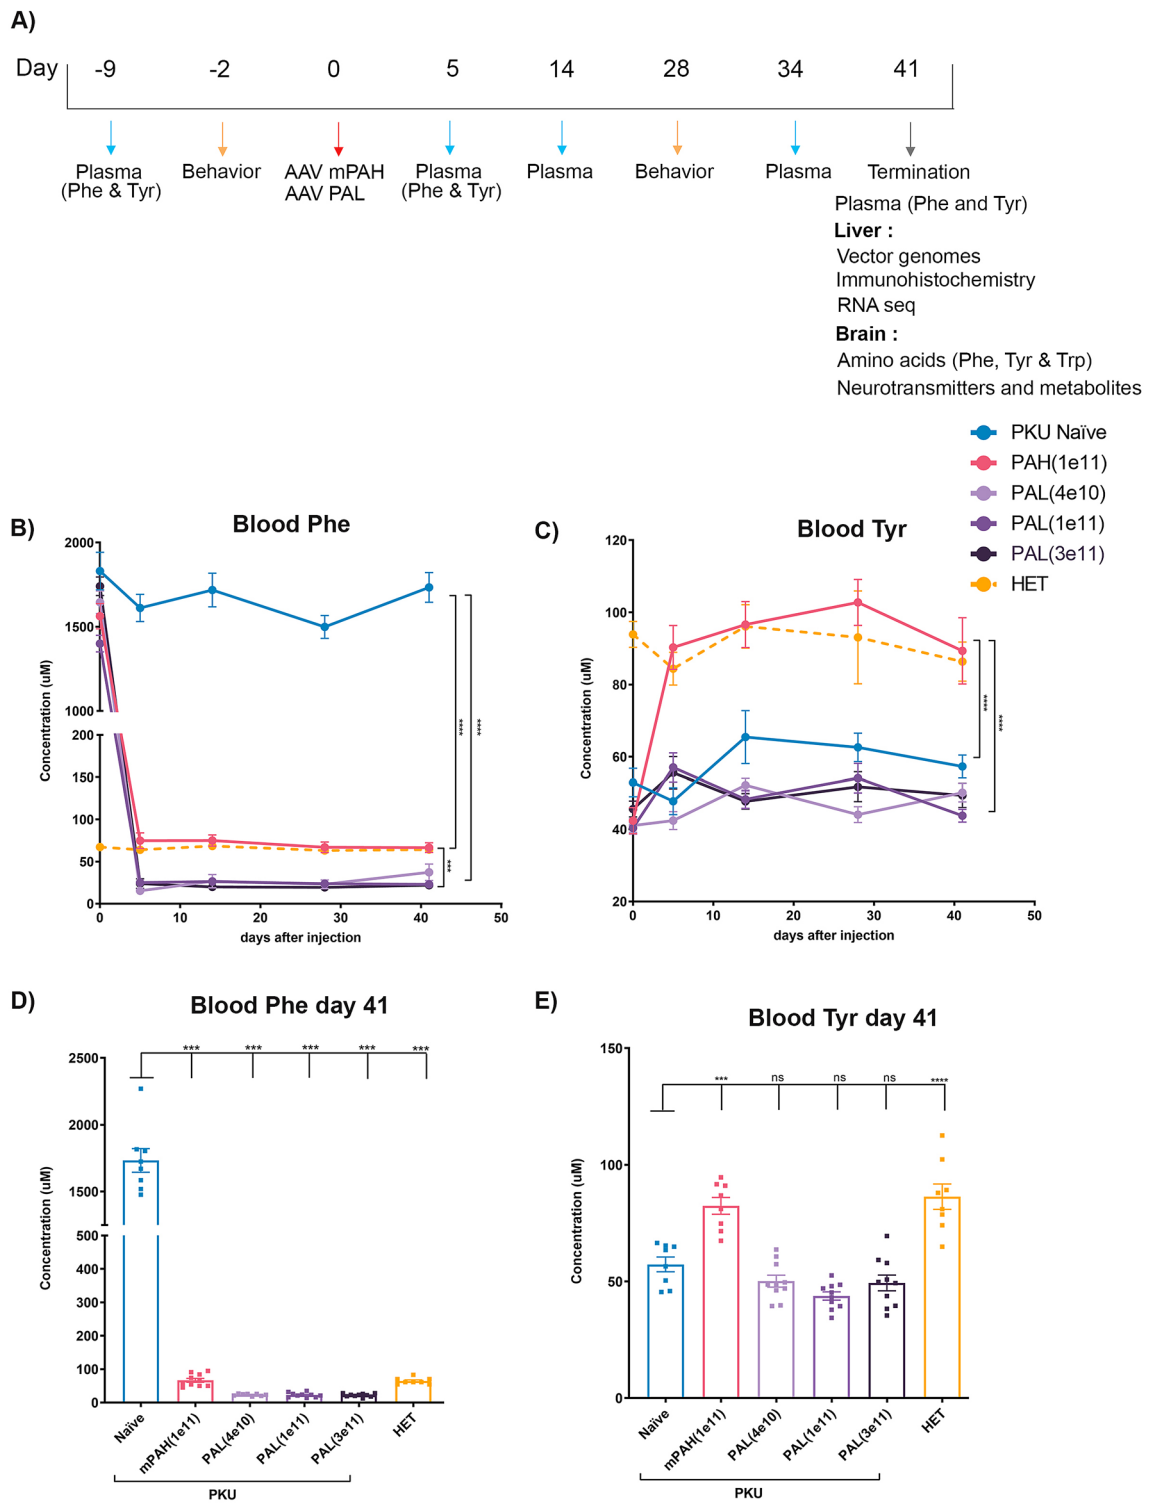 A)
Day -9 -2 0 5 14 28 34 41
Plasma Behavior AAV mPAH Plasma Plasma Behavior Plasma Termination
(Phe & Tyr) AAV PAL (Phe & Tyr)
Plasma (Phe and Tyr)
Liver :
Vector genomes
Immunohistochemistry
RNA seq
Brain :
Amino acids (Phe, Tyr & Trp)
Neurotransmitters and metabolites
PKU Naïve
PAH(1e11)
PAL(4e10)
PAL(1e11)
PAL(3e11)
HET
B)
Blood Phe
Concentration (uM)
2000
1500
1000
200
150
100
50
0
0 10 20 30 40 50
days after injection
**** ****
***
C)
Blood Tyr
Concentration (uM)
120
100
80
60
40
20
0 10 20 30 40 50
days after injection
**** ****
D)
Blood Phe day 41
Concentration (uM)
2500
2000
1500
500
400
300
200
100
0
*** *** *** *** ***
Naïve mPAH(1e11) PAL(4e10) PAL(1e11) PAL(3e11) HET
PKU
E)
Blood Tyr day 41
Concentration (uM)
150
100
50
0
*** ns ns ns ****
Naïve mPAH(1e11) PAL(4e10) PAL(1e11) PAL(3e11) HET
PKU